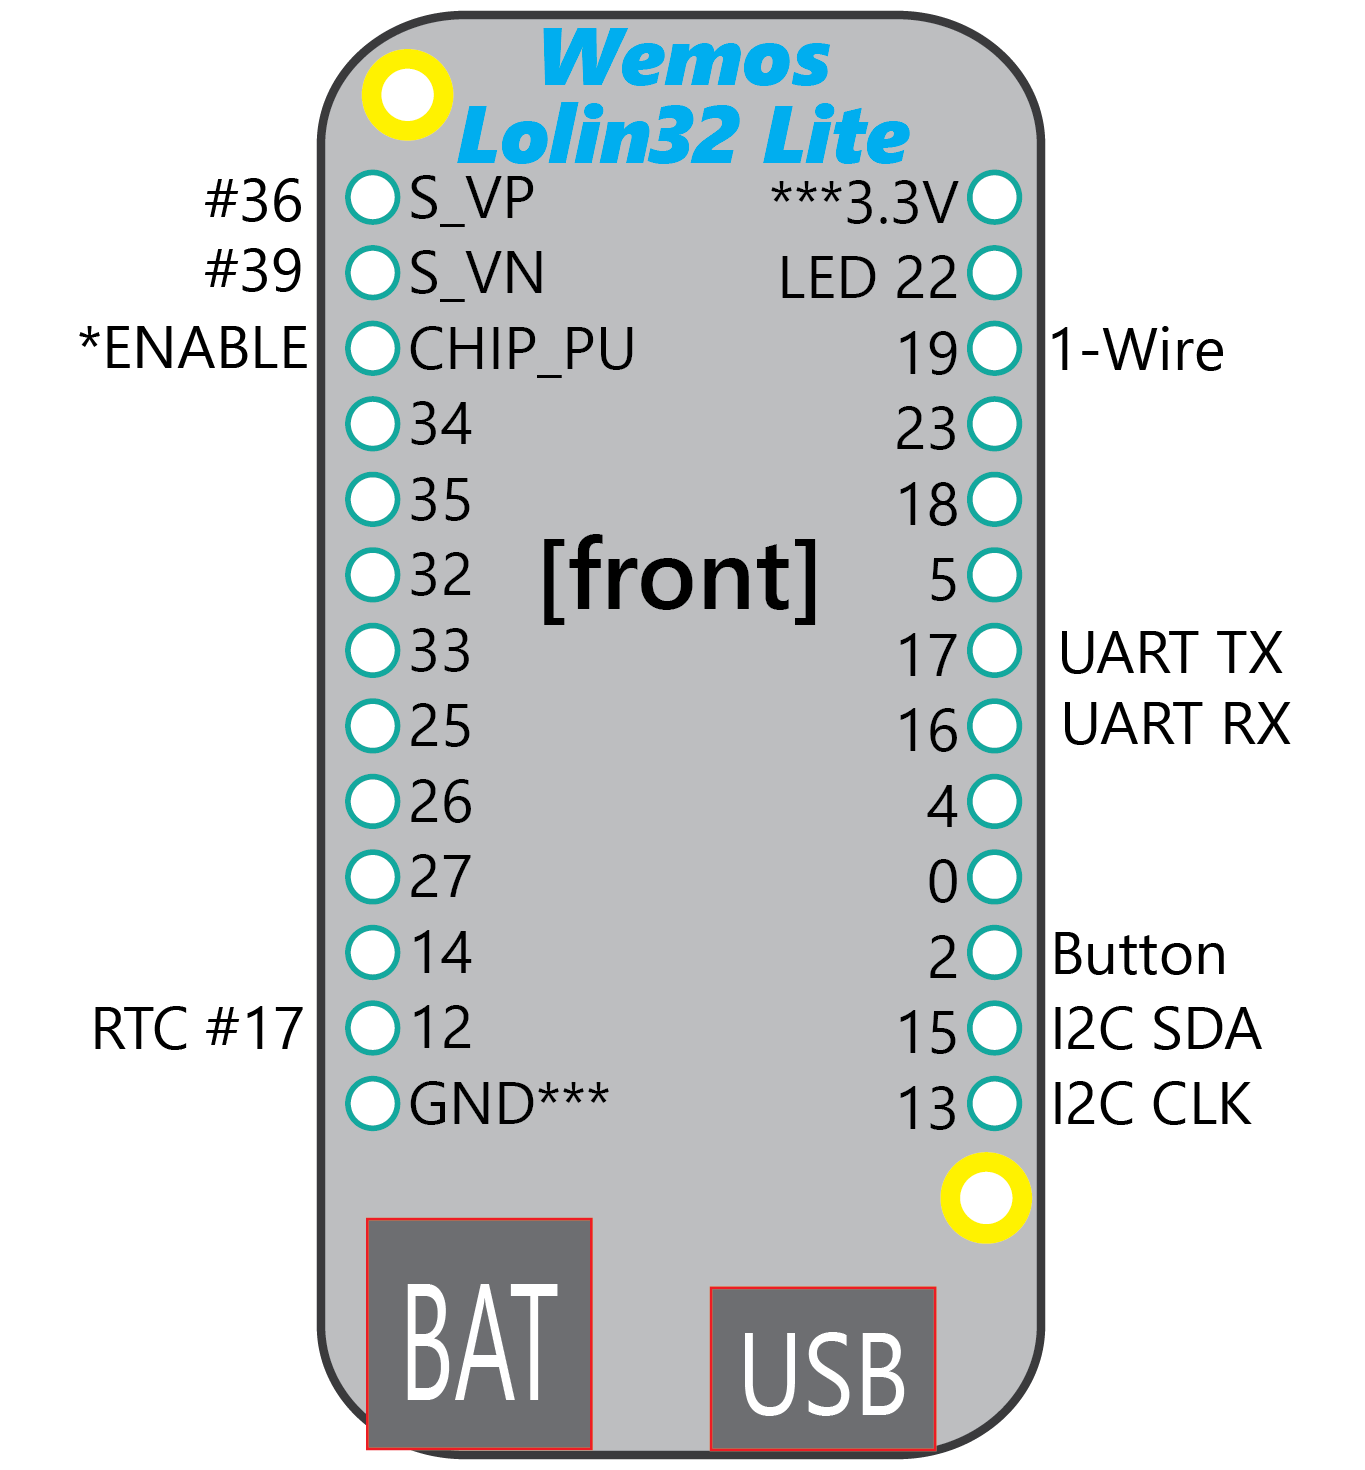 Wemos
Lolin32 Lite
#36 S_VP ***3.3V
#39 S_VN LED 22
*ENABLE CHIP_PU 19 1-Wire
34 23
35 18
32 5
[front]
33 17 UART TX
25 16 UART RX
26 4
27 0
14 2 Button
RTC #17 12 15 I2C SDA
GND*** 13 I2C CLK
BAT
USB